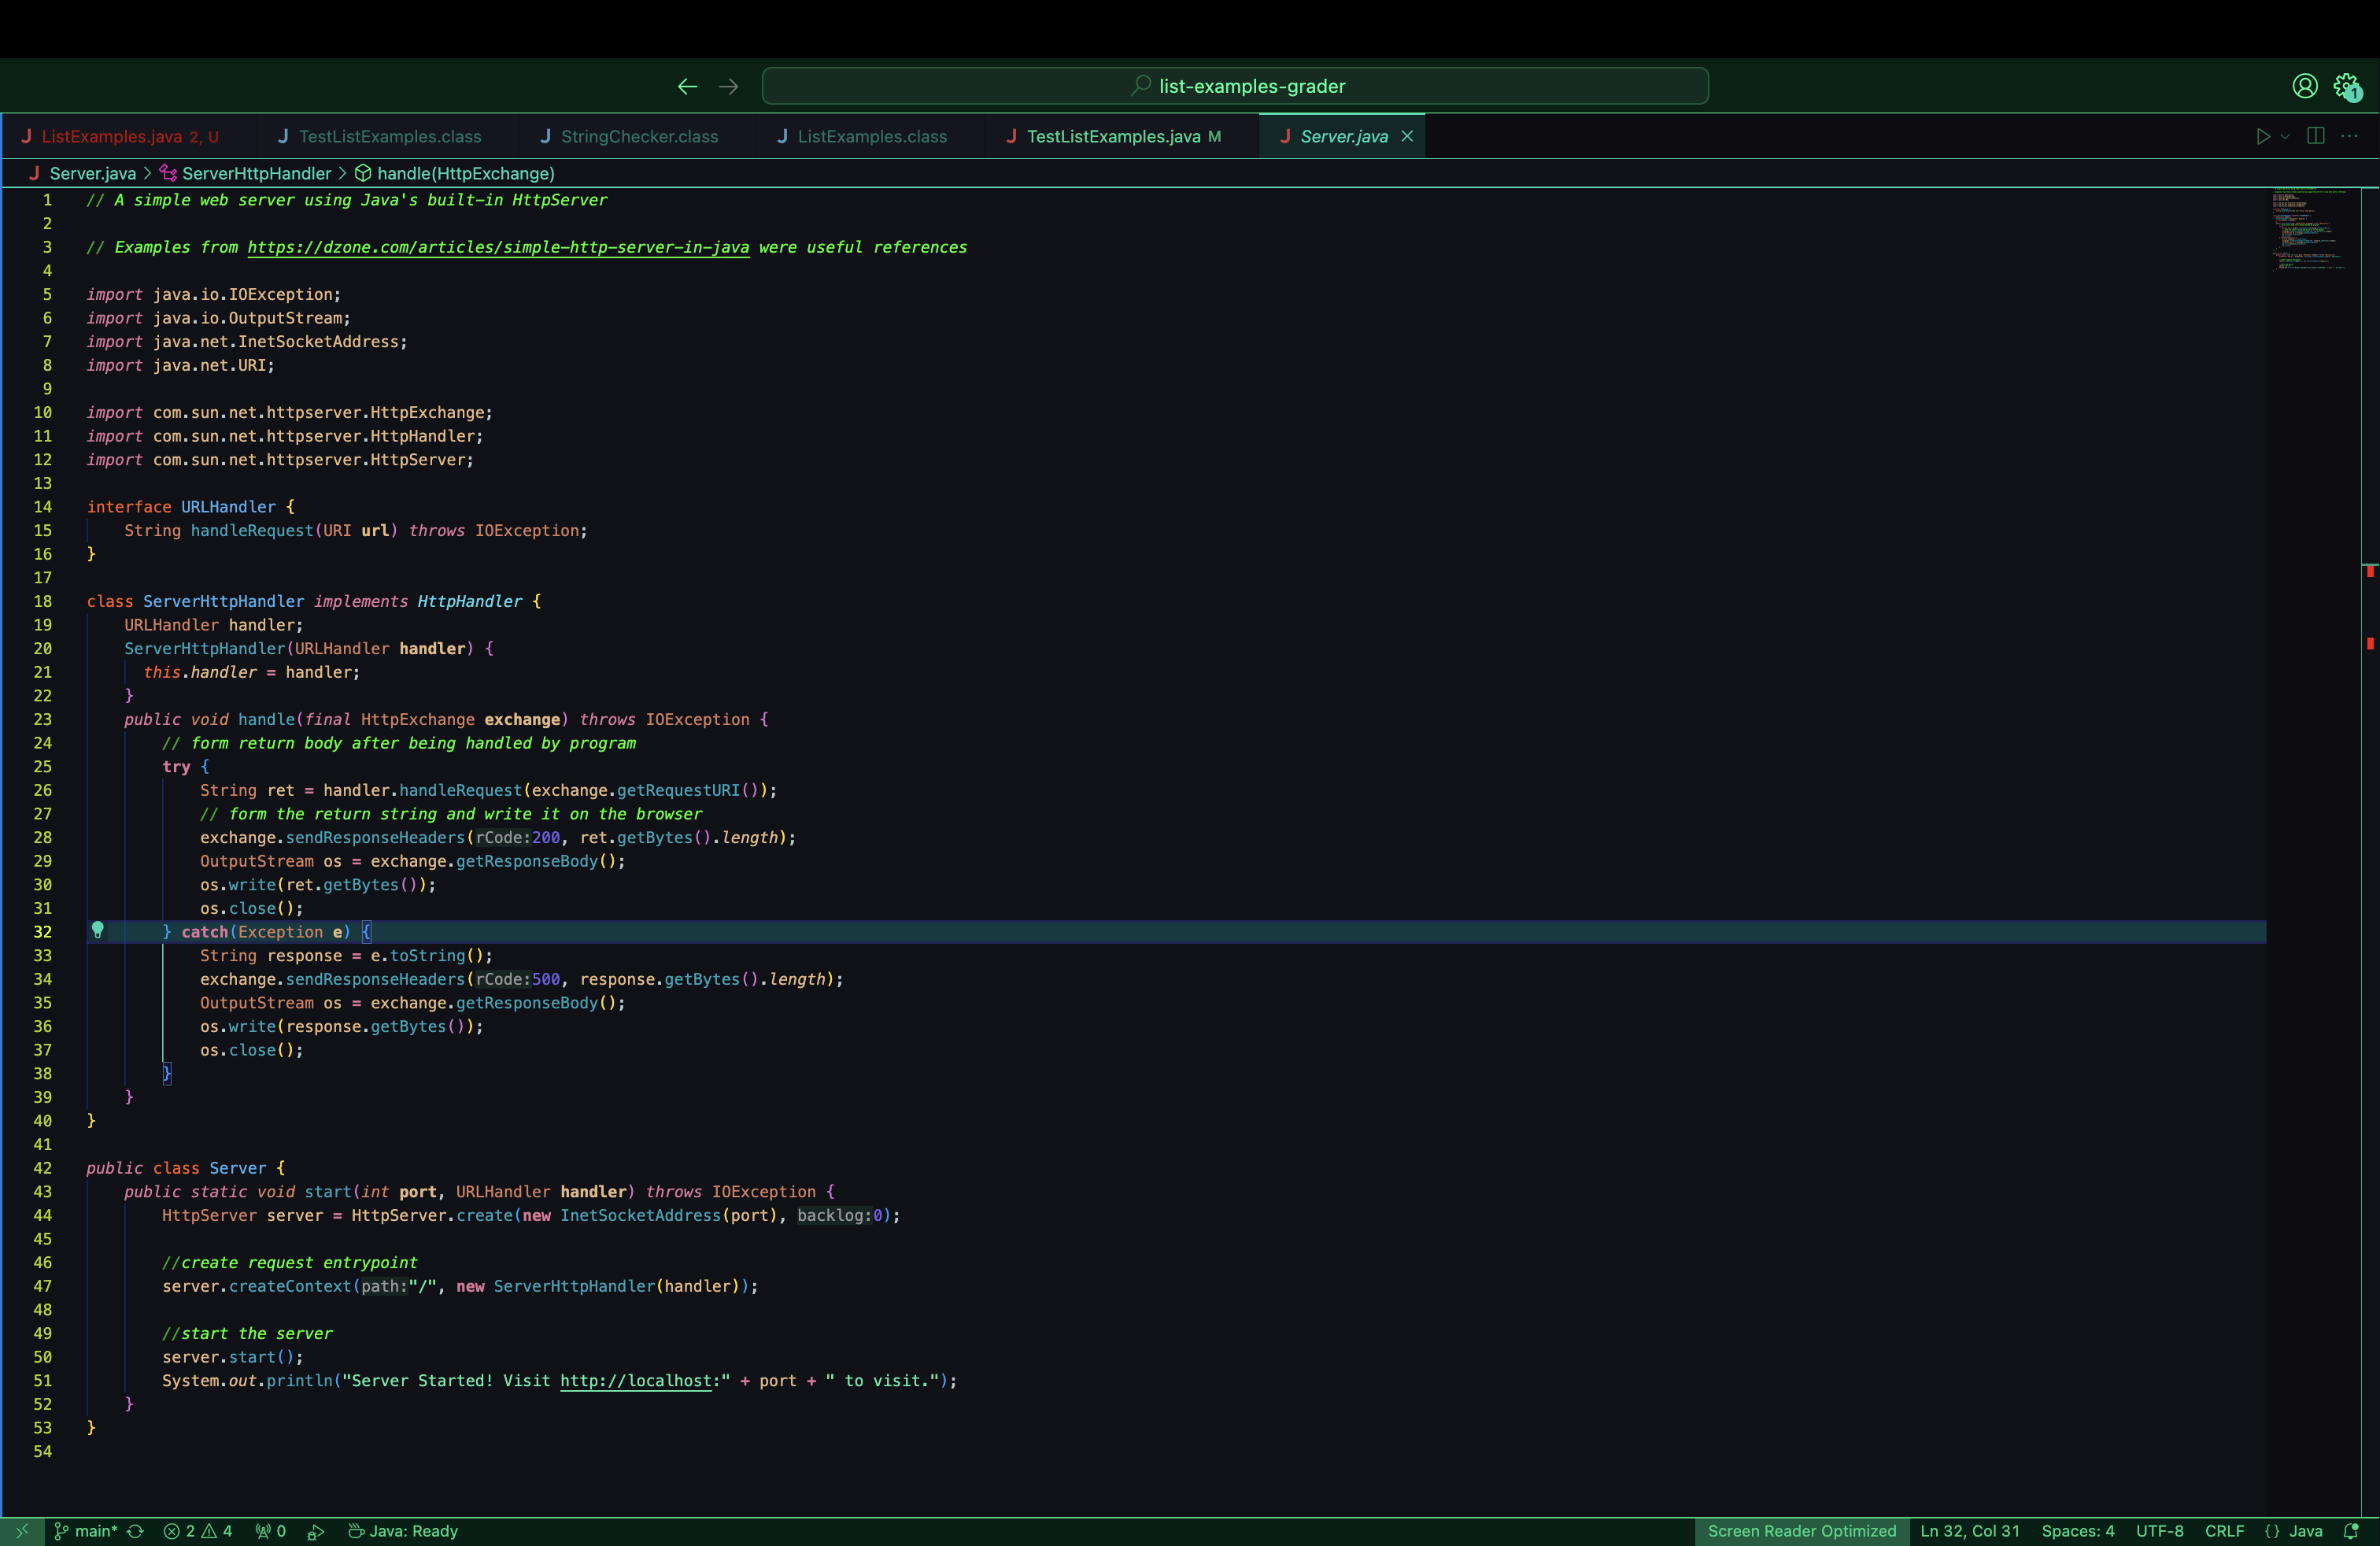 list-examples-grader
1
ListExamples.java 2, U
TestListExamples.class
StringChecker.class
ListExamples.class
TestListExamples.java M
Server.java
Server.java > ServerHttpHandler > handle(HttpExchange)
1 // A simple web server using Java's built-in HttpServer
2
3 // Examples from https://dzone.com/articles/simple-http-server-in-java were useful references
4
5 import java.io.IOException;
6 import java.io.OutputStream;
7 import java.net.InetSocketAddress;
8 import java.net.URI;
9
10 import com.sun.net.httpserver.HttpExchange;
11 import com.sun.net.httpserver.HttpHandler;
12 import com.sun.net.httpserver.HttpServer;
13
14 interface URLHandler {
15     String handleRequest(URI url) throws IOException;
16 }
17
18 class ServerHttpHandler implements HttpHandler {
19     URLHandler handler;
20     ServerHttpHandler(URLHandler handler) {
21       this.handler = handler;
22     }
23     public void handle(final HttpExchange exchange) throws IOException {
24         // form return body after being handled by program
25         try {
26             String ret = handler.handleRequest(exchange.getRequestURI());
27             // form the return string and write it on the browser
28             exchange.sendResponseHeaders(rCode:200, ret.getBytes().length);
29             OutputStream os = exchange.getResponseBody();
30             os.write(ret.getBytes());
31             os.close();
32         } catch(Exception e) {
33             String response = e.toString();
34             exchange.sendResponseHeaders(rCode:500, response.getBytes().length);
35             OutputStream os = exchange.getResponseBody();
36             os.write(response.getBytes());
37             os.close();
38         }
39     }
40 }
41
42 public class Server {
43     public static void start(int port, URLHandler handler) throws IOException {
44         HttpServer server = HttpServer.create(new InetSocketAddress(port), backlog:0);
45
46         //create request entrypoint
47         server.createContext(path:"/", new ServerHttpHandler(handler));
48
49         //start the server
50         server.start();
51         System.out.println("Server Started! Visit http://localhost:" + port + " to visit.");
52     }
53 }
54
main* 2 4 0 Java: Ready Screen Reader Optimized Ln 32, Col 31 Spaces: 4 UTF-8 CRLF {} Java